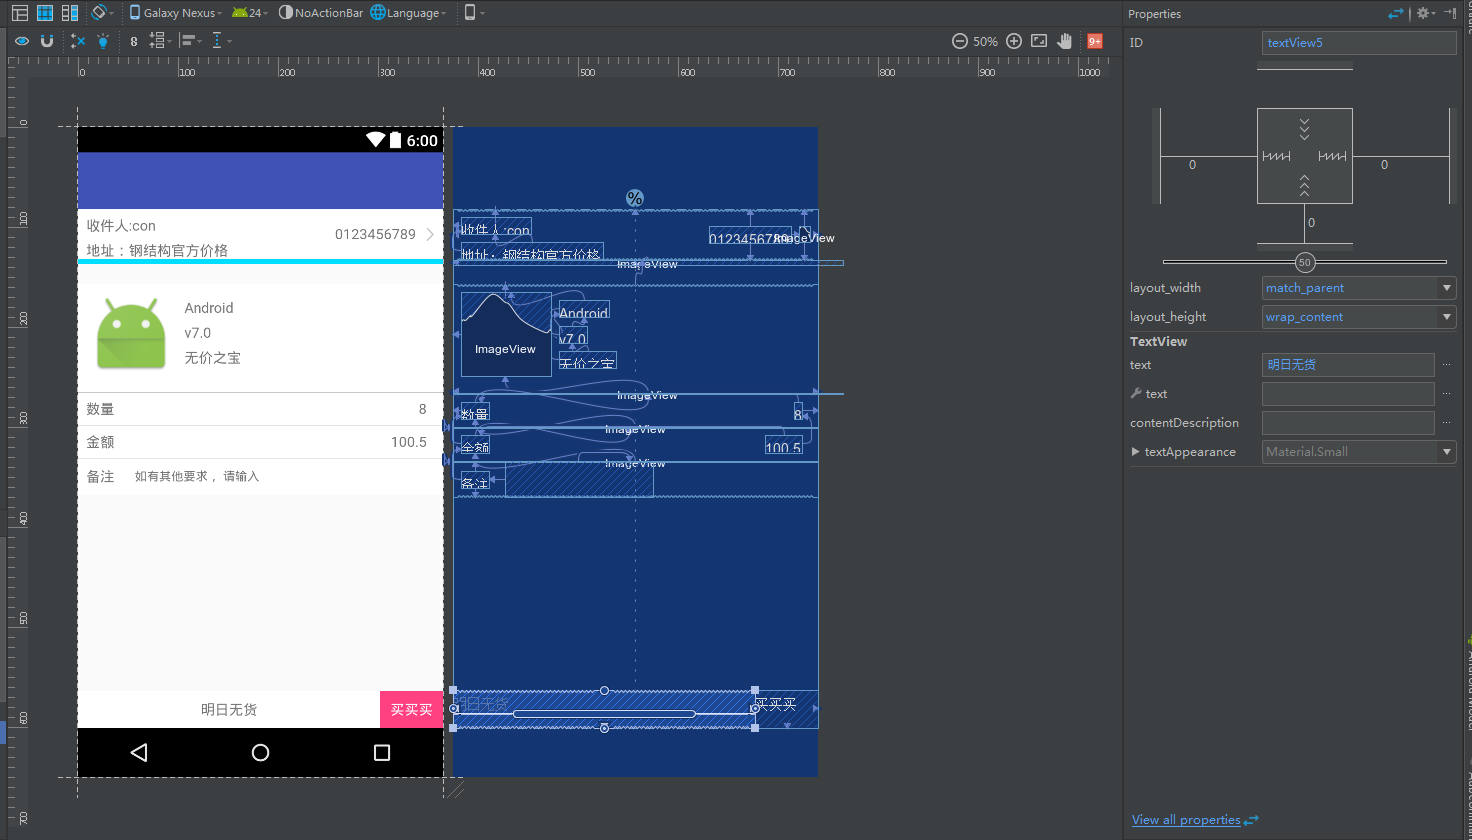 Galaxy Nexus
24
NoActionBar
Language
Properties
8
50%
9+
ID
textView5
0
100
200
300
400
500
600
700
800
900
1000
0
100
200
300
400
500
600
700
6:00
收件人:con
地址：钢结构官方价格
0123456789
Android
v7.0
无价之宝
数量
8
金额
100.5
备注
如有其他要求，请输入
明日无货
买买买
%
收件人:con
地址：钢结构官方价格
0123456789
ImageView
ImageView
ImageView
Android
v7.0
无价之宝
ImageView
数量
8
ImageView
金额
100.5
ImageView
备注
明日无货
买买买
0
0
0
50
layout_width
match_parent
layout_height
wrap_content
TextView
text
明日无货
...
text
...
contentDescription
...
textAppearance
Material.Small
View all properties